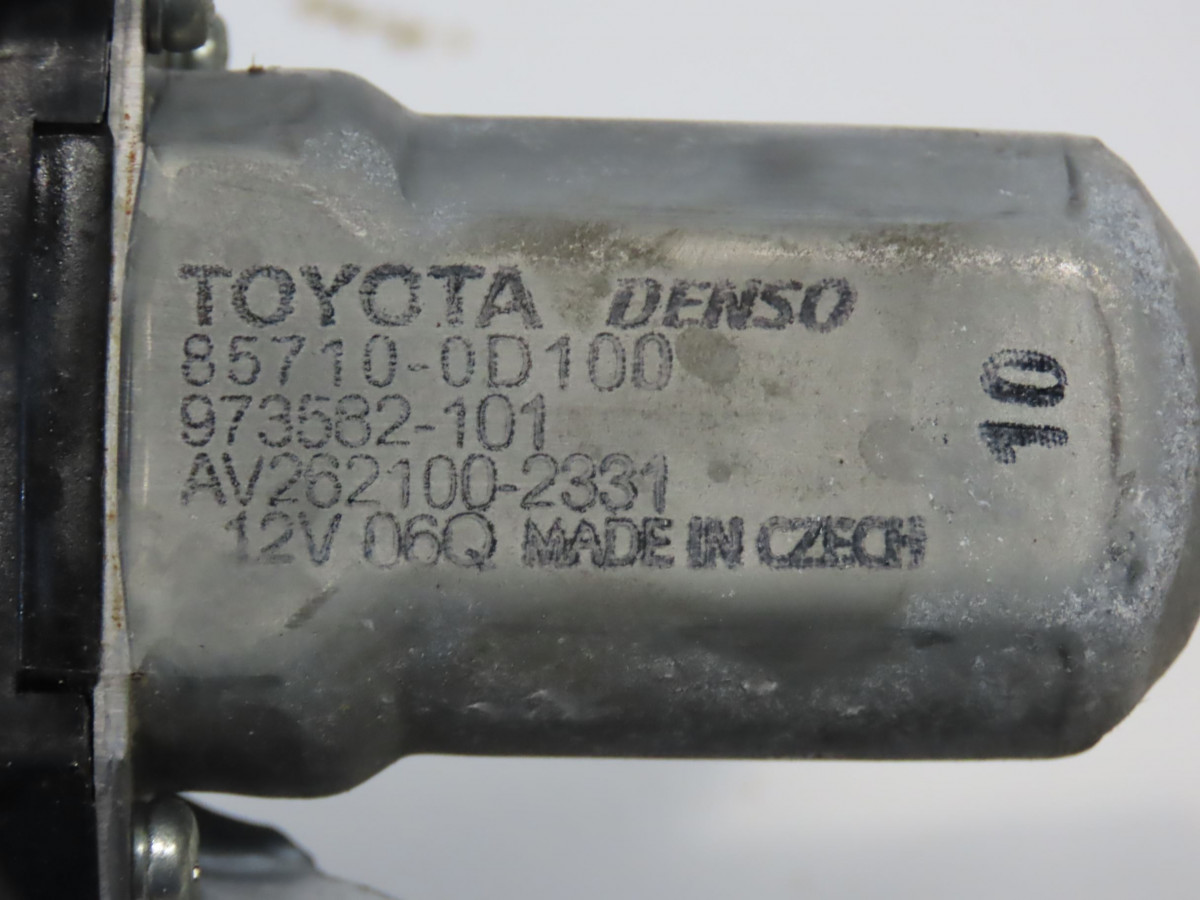 TOYOTA DENSO
85710-0D100
973582-101
AV262100-2331
12V 06Q MADE IN CZECH
10